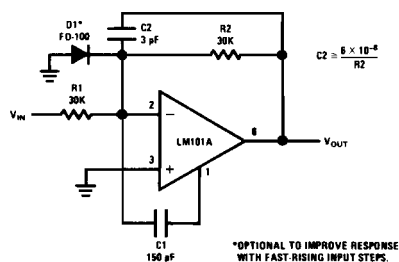 D1*
FD-100
C2
3 pF
R2
30K
C2 ≅ 6 × 10⁻⁸
R2
R1
30K
VIN
2
−
LM101A
6
VOUT
3
+
1
C1
150 pF
*OPTIONAL TO IMPROVE RESPONSE
WITH FAST-RISING INPUT STEPS.